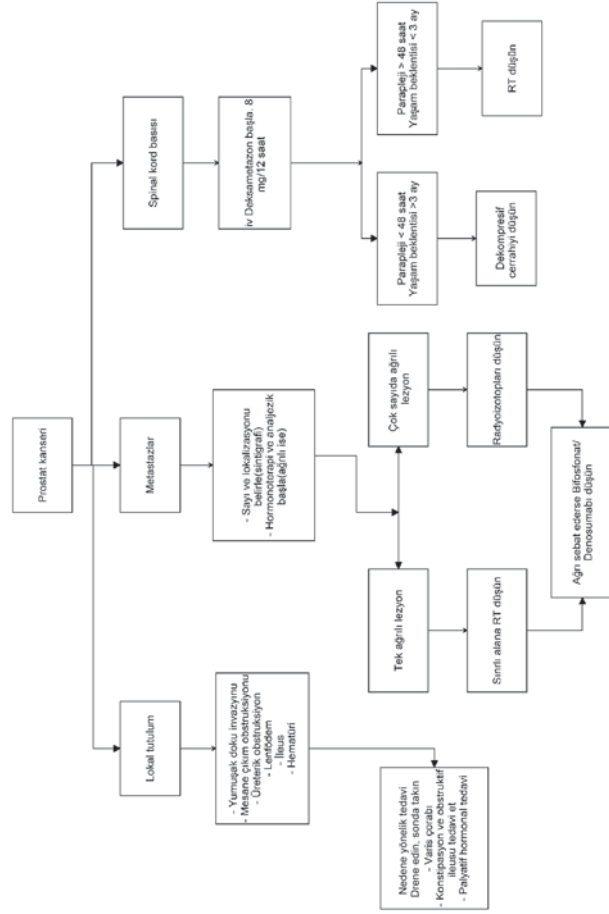 Prostat kanseri
Lokal tutulum
- Yumuşak doku invazyınu
- Mesane çıkım obstruksiyonu
- Üreterik obstruksiyon
- Lenfödem
- İleus
- Hematüri
Nedene yönelik tedavi
Drene edin, sonda takın
- Varis çorabı
- Konstipasyon ve obstruktif
ileusu tedavi et
- Palyatif hormonal tedavi
Metastazlar
- Sayı ve lokalizasyonu
belirle(sintigrafi)
- Hormonoterapi ve analjezik
başla(ağrılı ise)
Tek ağrılı lezyon
Sınırlı alana RT düşün
Çok sayıda ağrılı
lezyon
Radyoizotopları düşün
Ağrı sebat ederse Bifosfonat/
Denosumabı düşün
Spinal kord basısı
iv Deksametazon başla. 8
mg/12 saat
Parapleji < 48 saat
Yaşam beklentisi >3 ay
Dekompresif
cerrahiyi düşün
Parapleji > 48 saat
Yaşam beklentisi < 3 ay
RT düşün